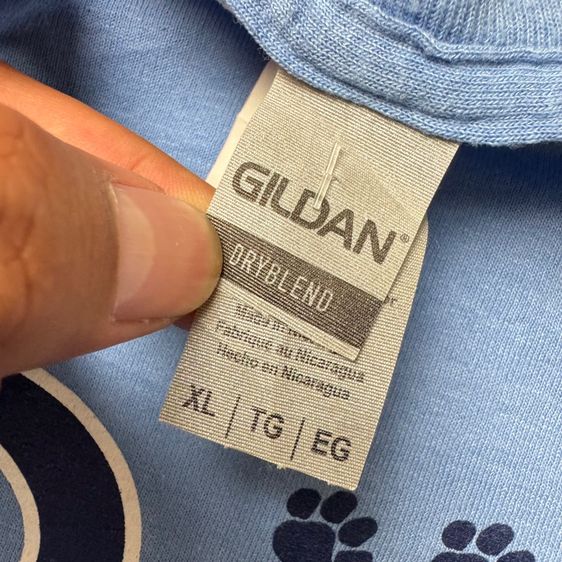 GILDAN®
DRYBLEND
Made in
Fabriqué au Nicaragua
Hecho en Nicaragua
XL | TG | EG